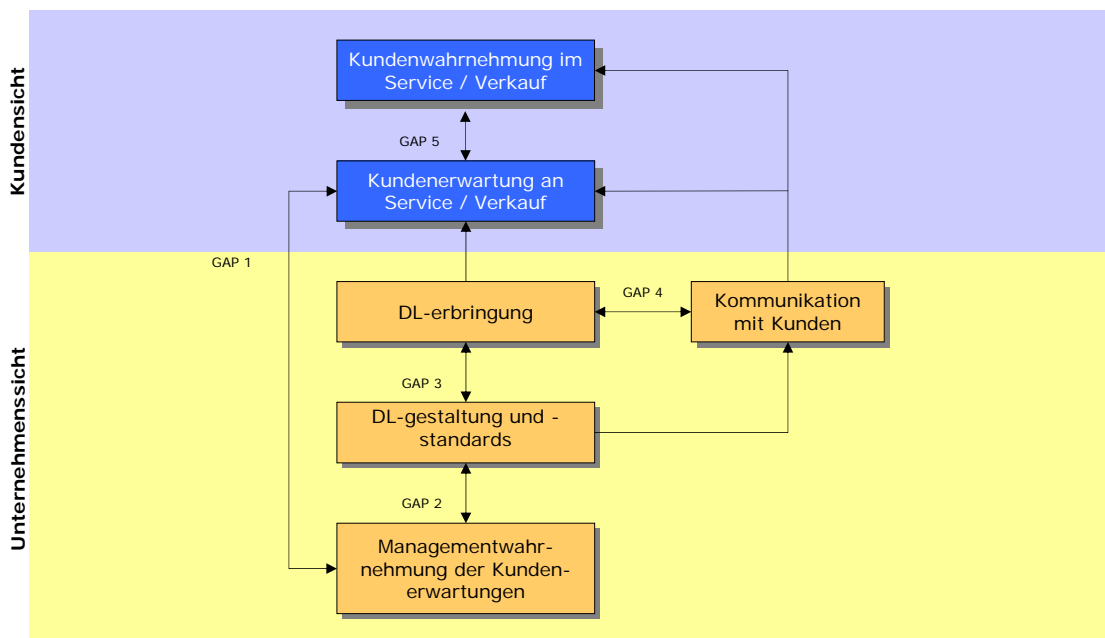 Kundensicht
Kundenwahrnehmung im
Service / Verkauf
GAP 5
Kundenerwartung an
Service / Verkauf
GAP 1
Unternehmenssicht
DL-erbringung
GAP 4
Kommunikation
mit Kunden
GAP 3
DL-gestaltung und -
standards
GAP 2
Managementwahr-
nehmung der Kunden-
erwartungen